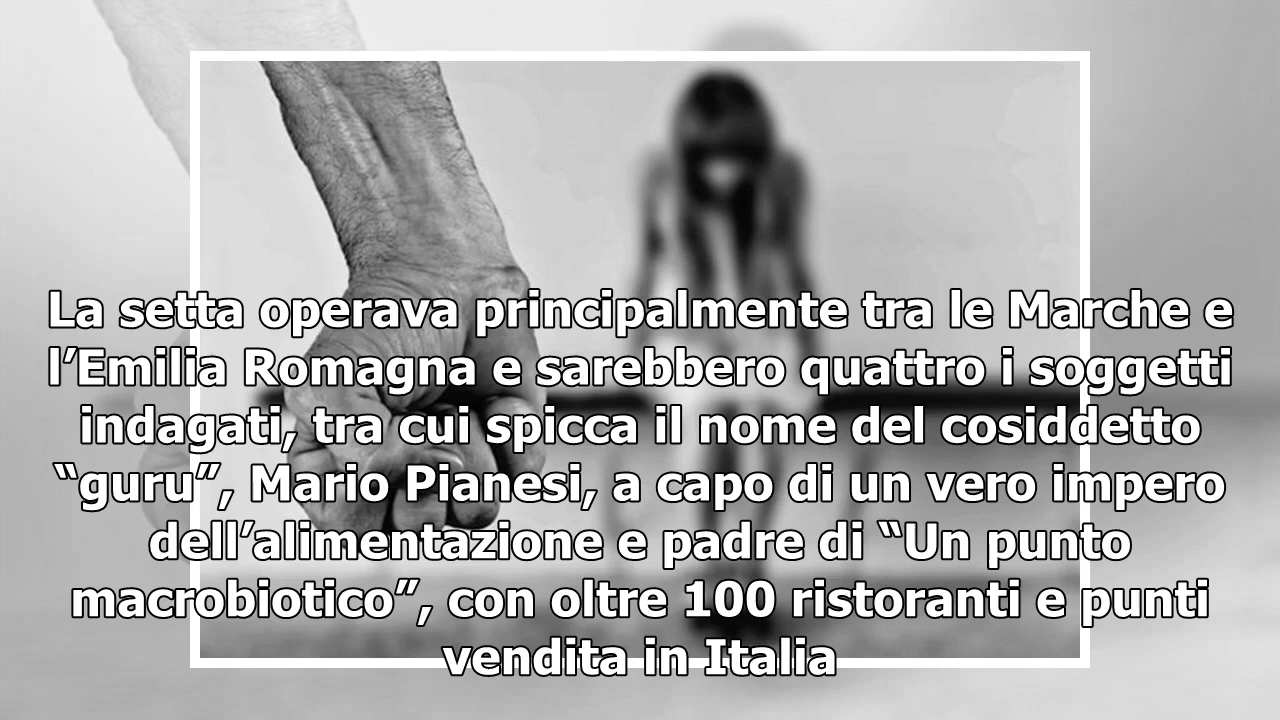 La setta operava principalmente tra le Marche e
l’Emilia Romagna e sarebbero quattro i soggetti
indagati, tra cui spicca il nome del cosiddetto
“guru”, Mario Pianesi, a capo di un vero impero
dell’alimentazione e padre di “Un punto
macrobiotico”, con oltre 100 ristoranti e punti
vendita in Italia